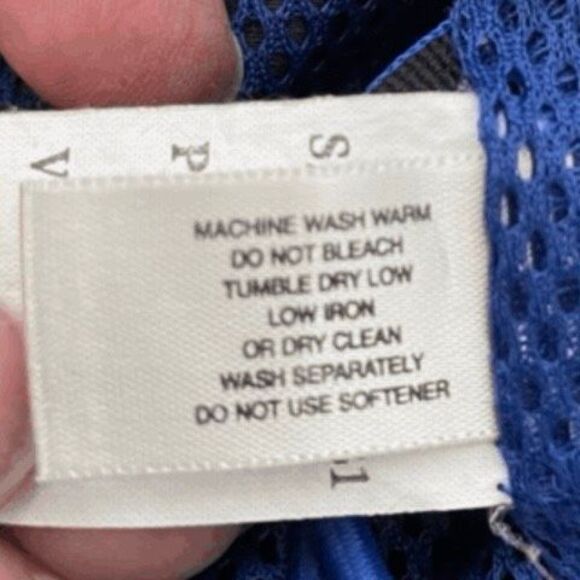 MACHINE WASH WARM
DO NOT BLEACH
TUMBLE DRY LOW
LOW IRON
OR DRY CLEAN
WASH SEPARATELY
DO NOT USE SOFTENER
V
P
S